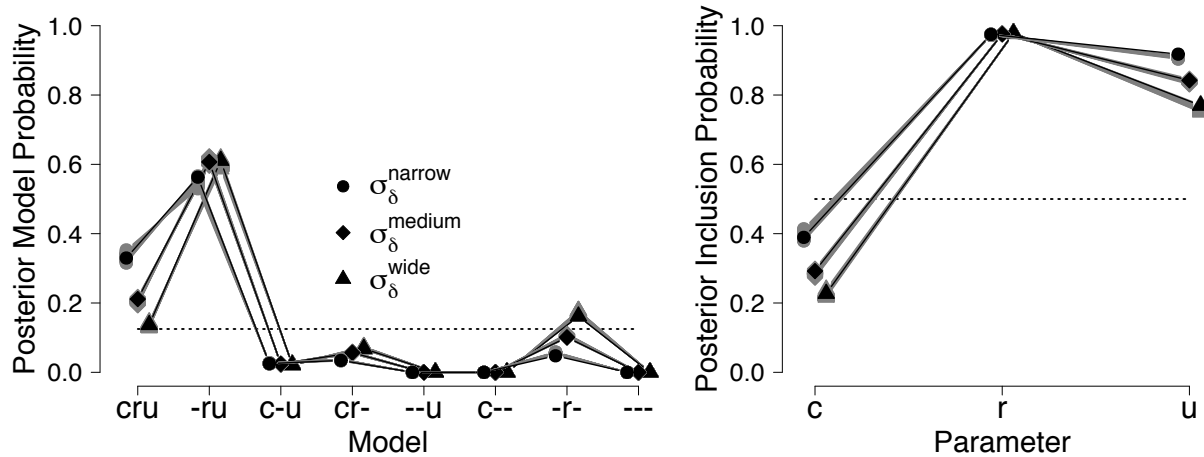 Posterior Model Probability
1.0
0.8
0.6
0.4
0.2
0.0
σδnarrow
σδmedium
σδwide
cru -ru c-u cr- --u c-- -r- ---
Model
Posterior Inclusion Probability
1.0
0.8
0.6
0.4
0.2
0.0
c r u
Parameter